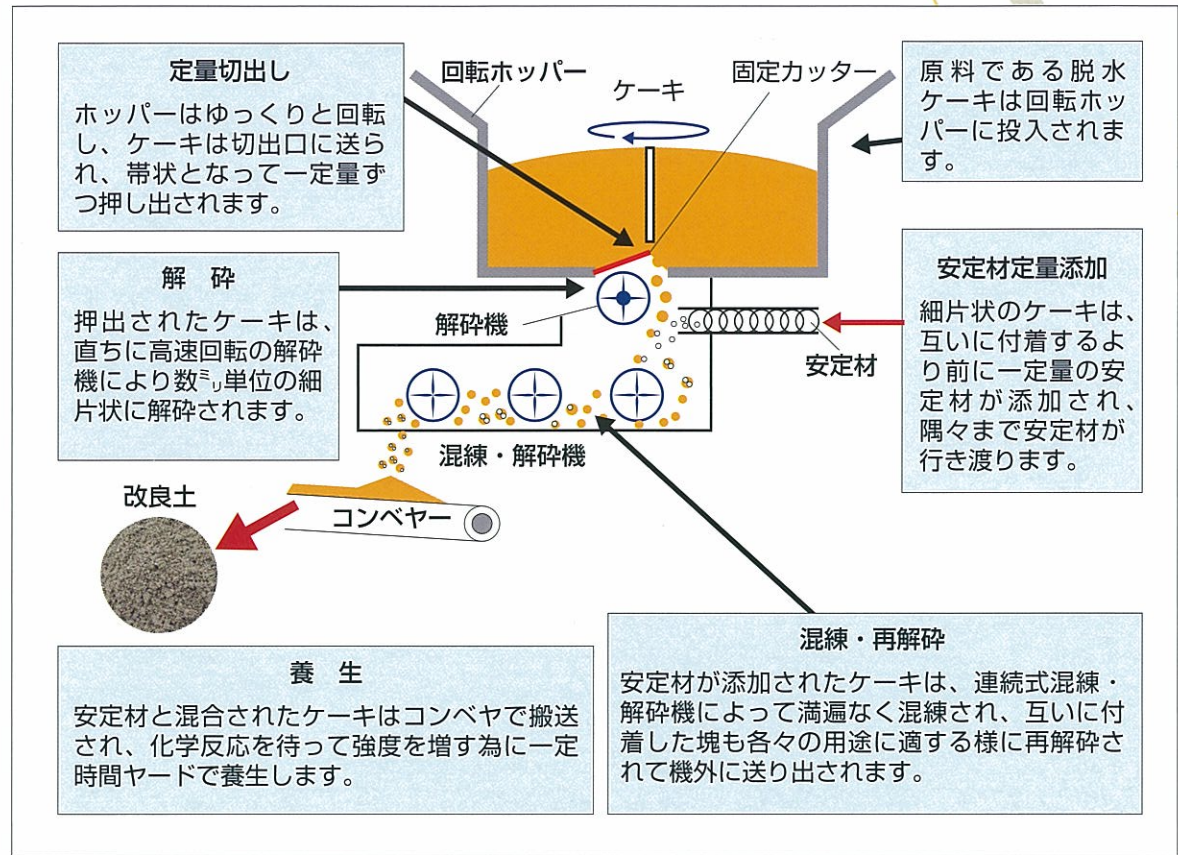 定量切出し
ホッパーはゆっくりと回転
し、ケーキは切出口に送ら
れ、帯状となって一定量ず
つ押し出されます。
回転ホッパー
ケーキ
固定カッター
原料である脱水
ケーキは回転ホッ
パーに投入されま
す。
解 砕
押出されたケーキは、
直ちに高速回転の解砕
機により数㍉単位の細
片状に解砕されます。
解砕機
安定材
安定材定量添加
細片状のケーキは、
互いに付着するよ
り前に一定量の安
定材が添加され、
隅々まで安定材が
行き渡ります。
混練・解砕機
改良土
コンベヤー
養 生
安定材と混合されたケーキはコンベヤで搬送
され、化学反応を待って強度を増す為に一定
時間ヤードで養生します。
混練・再解砕
安定材が添加されたケーキは、連続式混練・
解砕機によって満遍なく混練され、互いに付
着した塊も各々の用途に適する様に再解砕さ
れて機外に送り出されます。